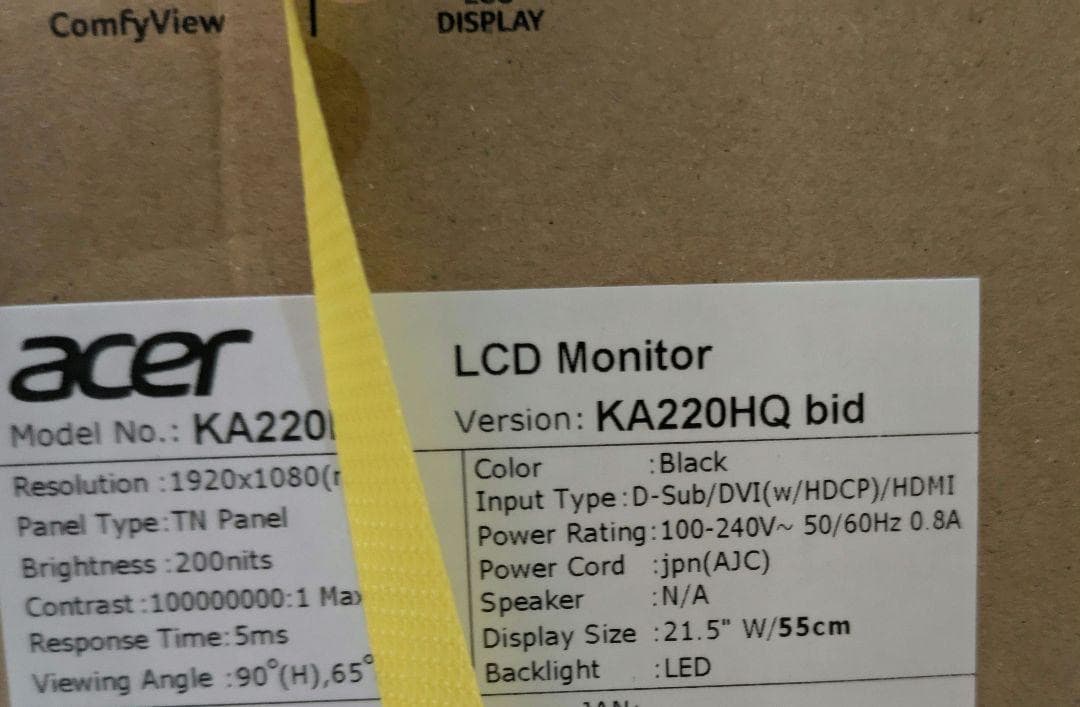 ComfyView
DISPLAY
acer
LCD Monitor
Model No.: KA220
Version: KA220HQ bid
Resolution :1920x1080(
Panel Type:TN Panel
Brightness :200nits
Contrast :100000000:1 Max
Response Time:5ms
Viewing Angle :90°(H),65°
Color :Black
Input Type:D-Sub/DVI(w/HDCP)/HDMI
Power Rating:100-240V~ 50/60Hz 0.8A
Power Cord :jpn(AJC)
Speaker :N/A
Display Size :21.5" W/55cm
Backlight :LED